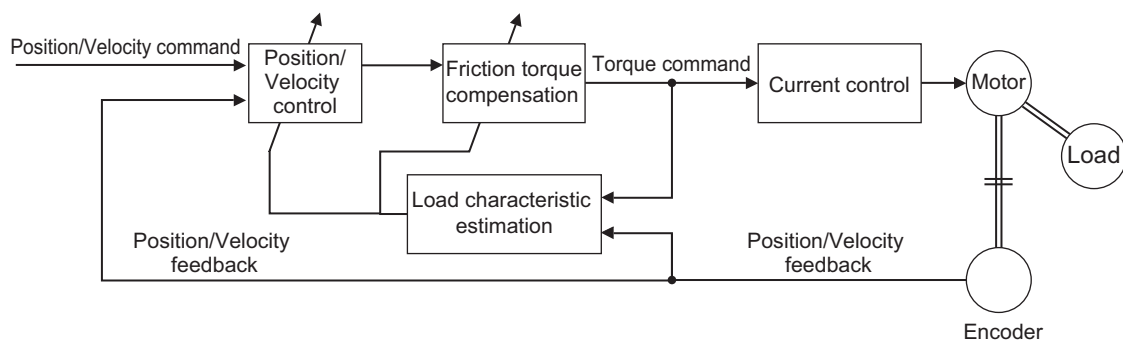 Position/Velocity command
Position/
Velocity
control
Friction torque
compensation
Torque command
Current control
Motor
Load
Load characteristic
estimation
Position/Velocity
feedback
Position/Velocity
feedback
Encoder